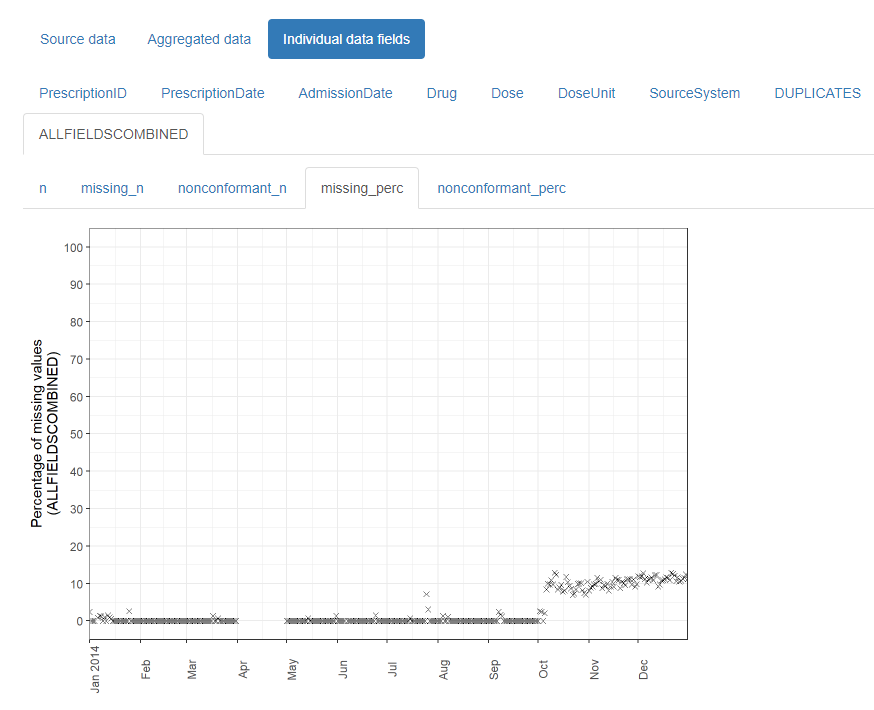 Source data Aggregated data Individual data fields
PrescriptionID PrescriptionDate AdmissionDate Drug Dose DoseUnit SourceSystem DUPLICATES
ALLFIELDSCOMBINED
n missing_n nonconformant_n missing_perc nonconformant_perc
Percentage of missing values
(ALLFIELDSCOMBINED)
100
90
80
70
60
50
40
30
20
10
0
Jan 2014 Feb Mar Apr May Jun Jul Aug Sep Oct Nov Dec